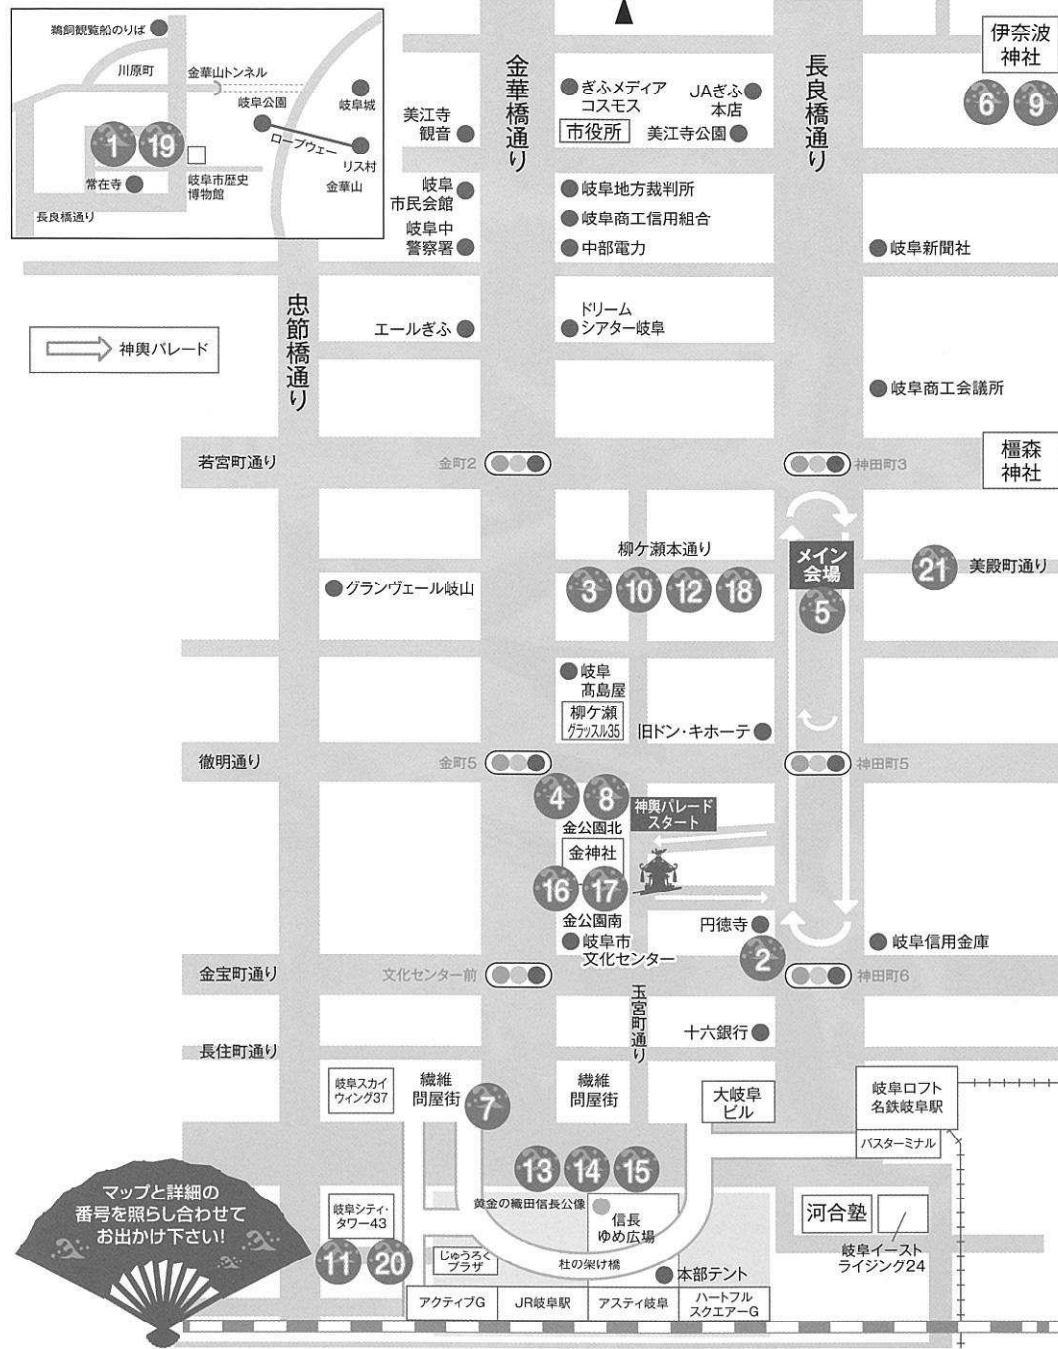 鵜飼観覧船のりば
川原町
金華山トンネル
岐阜公園
岐阜城
ロープウェー
リス村
金華山
1
19
常在寺
岐阜市歴史
博物館
長良橋通り
金華橋通り
長良橋通り
忠節橋通り
伊奈波
神社
6
9
ぎふメディア
コスモス
JAぎふ
本店
美江寺
観音
市役所
美江寺公園
岐阜
市民会館
岐阜地方裁判所
岐阜商工信用組合
岐阜中
警察署
中部電力
岐阜新聞社
エールぎふ
ドリーム
シアター岐阜
神輿パレード
岐阜商工会議所
若宮町通り
金町2
神田町3
橿森
神社
柳ケ瀬本通り
メイン
会場
5
3
10
12
18
21
美殿町通り
グランヴェール岐山
岐阜
髙島屋
柳ケ瀬
グラッスル35
旧ドン・キホーテ
徹明通り
金町5
神田町5
4
8
金公園北
神輿パレード
スタート
金神社
16
17
金公園南
岐阜市
文化センター
円徳寺
2
岐阜信用金庫
金宝町通り
文化センター前
神田町6
玉宮町通り
十六銀行
長住町通り
岐阜スカイ
ウィング37
繊維
問屋街
7
繊維
問屋街
大岐阜
ビル
岐阜ロフト
名鉄岐阜駅
バスターミナル
13
14
15
黄金の織田信長公像
信長
ゆめ広場
マップと詳細の
番号を照らし合わせて
お出かけ下さい!
岐阜シティ・
タワー43
11
20
じゅうろく
プラザ
杜の架け橋
本部テント
河合塾
岐阜イースト
ライジング24
アクティブG
JR岐阜駅
アスティ岐阜
ハートフル
スクエアーG